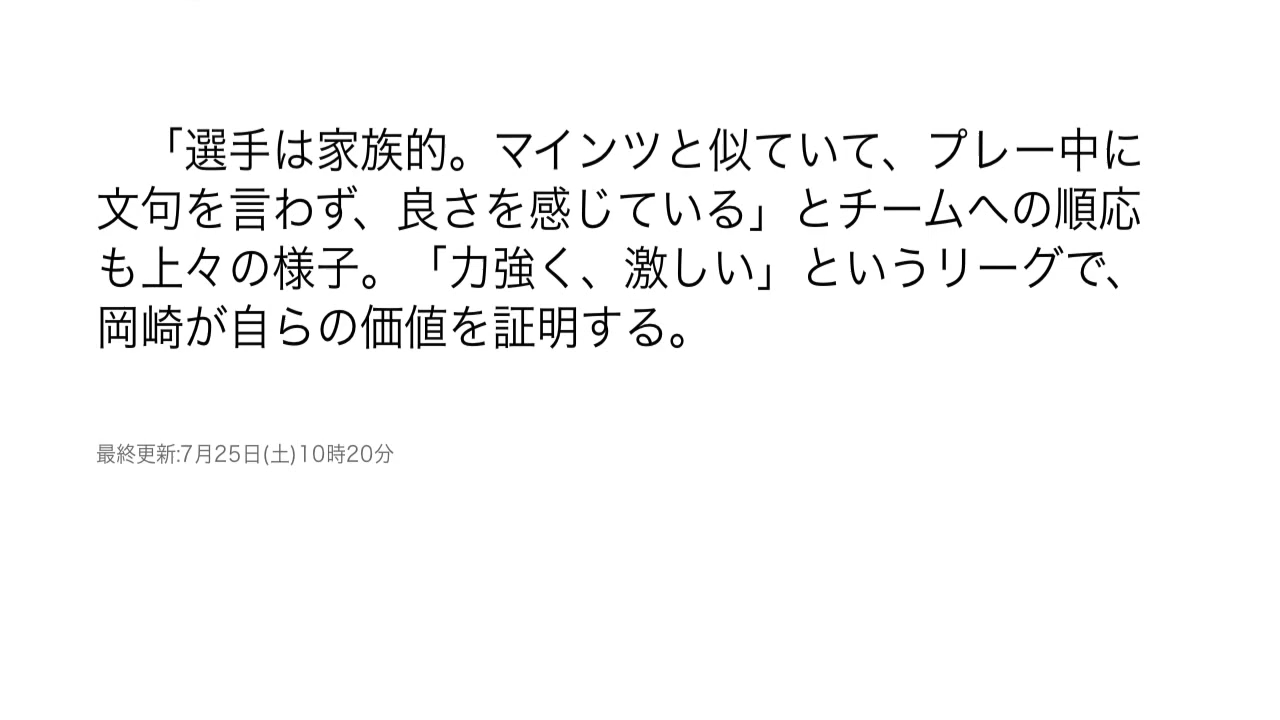 「選手は家族的。マインツと似ていて、プレー中に
文句を言わず、良さを感じている」とチームへの順応
も上々の様子。「力強く、激しい」というリーグで、
岡崎が自らの価値を証明する。
最終更新:7月25日(土)10時20分